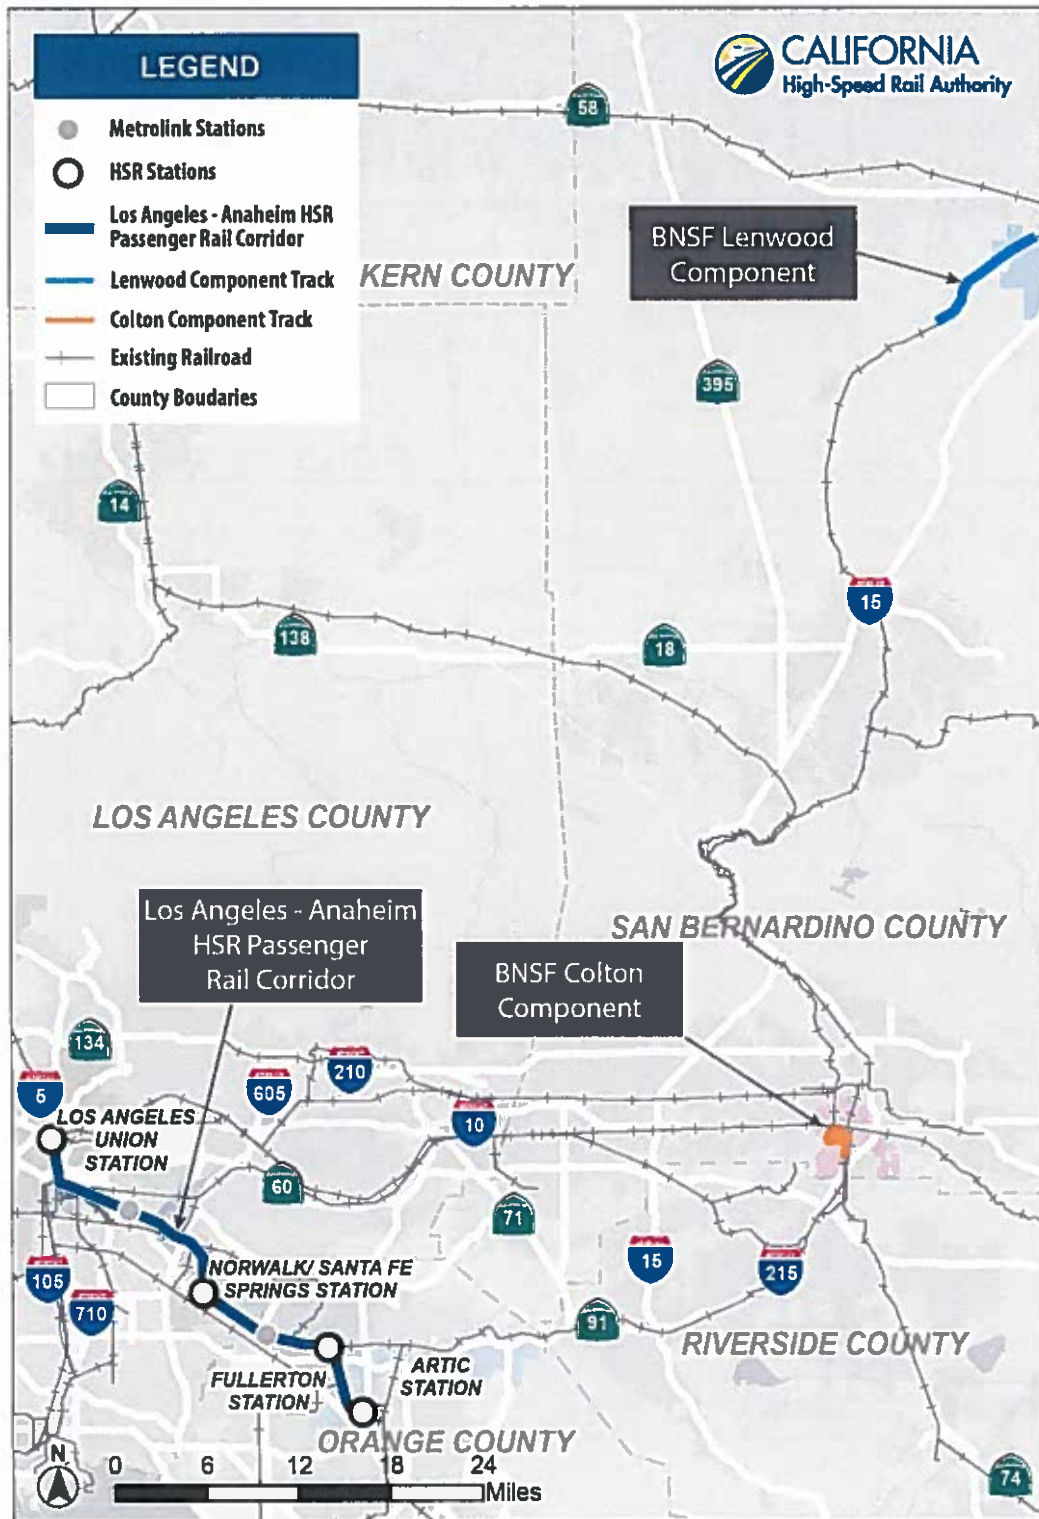 LEGEND
Metrolink Stations
HSR Stations
Los Angeles - Anaheim HSR
Passenger Rail Corridor
Lenwood Component Track
Colton Component Track
Existing Railroad
County Boudaries
CALIFORNIA
High-Speed Rail Authority
58
BNSF Lenwood
Component
KERN COUNTY
395
14
15
138
18
LOS ANGELES COUNTY
Los Angeles - Anaheim
HSR Passenger
Rail Corridor
SAN BERNARDINO COUNTY
BNSF Colton
Component
134
5
605
210
10
LOS ANGELES
UNION
STATION
60
71
15
215
105
710
NORWALK/ SANTA FE
SPRINGS STATION
91
RIVERSIDE COUNTY
FULLERTON
STATION
ARTIC
STATION
ORANGE COUNTY
74
N
0 6 12 18 24
Miles